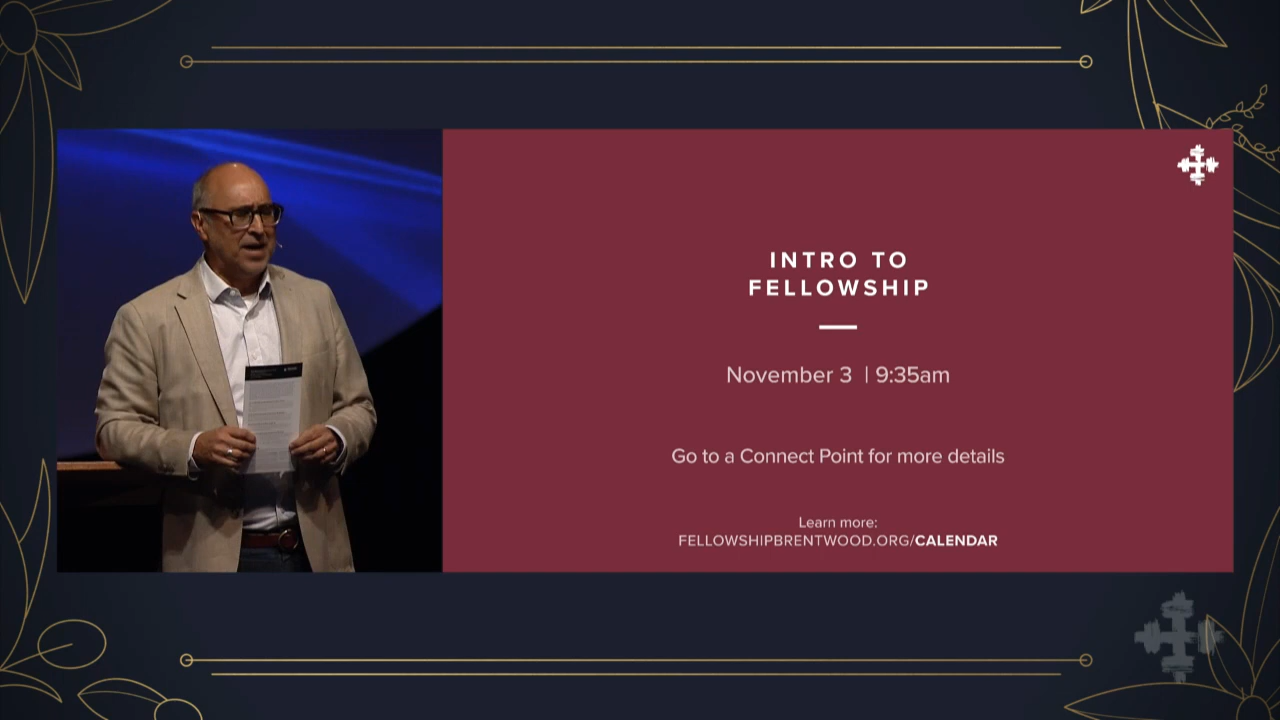 INTRO TO
FELLOWSHIP
November 3 | 9:35am
Go to a Connect Point for more details
Learn more:
FELLOWSHIPBRENTWOOD.ORG/CALENDAR